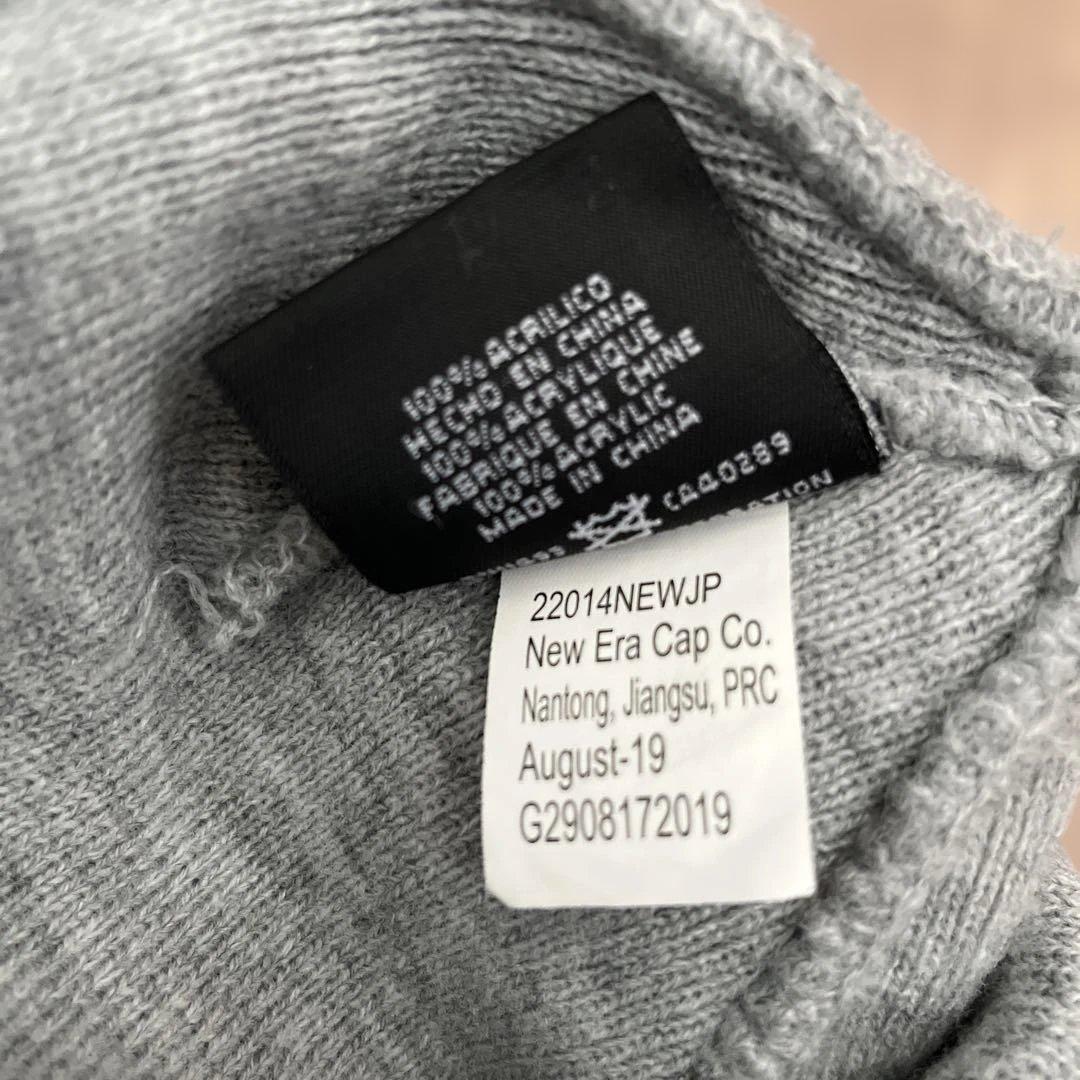 100% ACRILICO
HECHO EN CHINA
100% ACRYLIQUE
FABRIQUE EN CHINE
100% ACRYLIC
MADE IN CHINA
CA40289
22014NEWJP
New Era Cap Co.
Nantong, Jiangsu, PRC
August-19
G2908172019